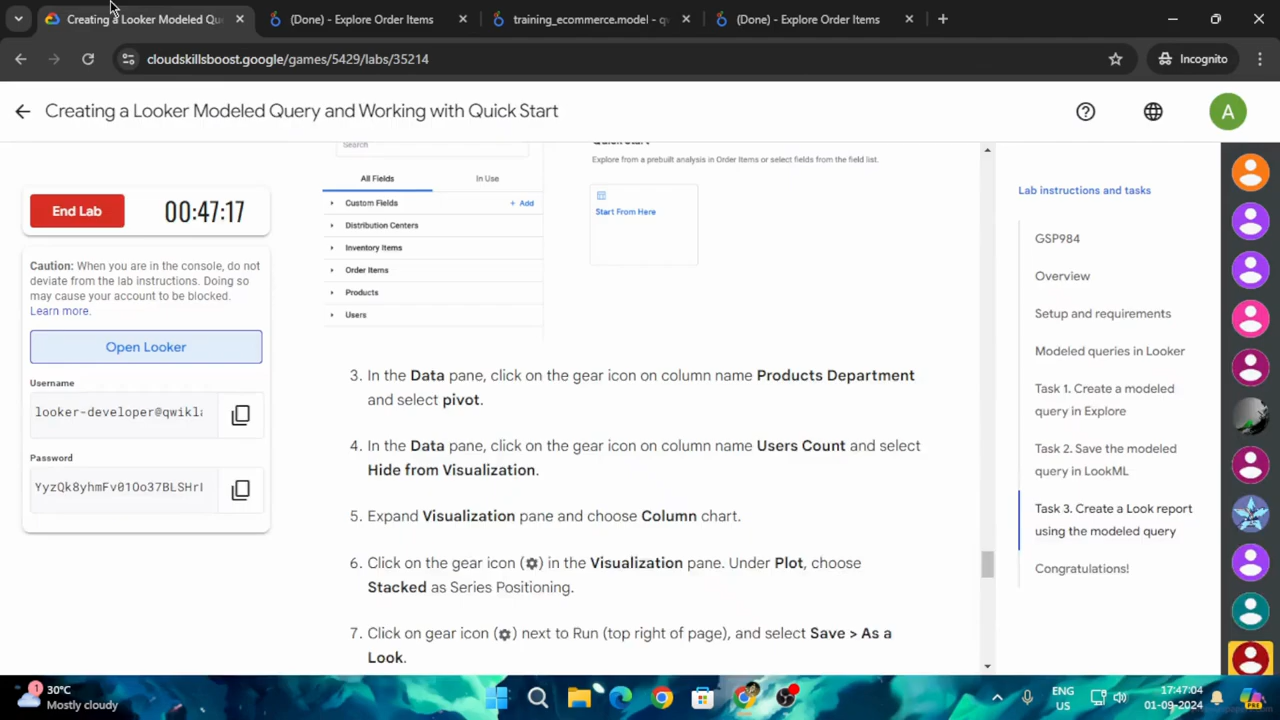 Creating a Looker Modeled Qu
(Done) - Explore Order Items
training_ecommerce.model - q
(Done) - Explore Order Items
cloudskillsboost.google/games/5429/labs/35214
Incognito
Creating a Looker Modeled Query and Working with Quick Start
A
End Lab
00:47:17
Caution: When you are in the console, do not
deviate from the lab instructions. Doing so
may cause your account to be blocked.
Learn more.
Open Looker
Username
looker-developer@qwikl
Password
YyzQk8yhmFv01Oo37BLSHr
Search
Explore from a prebuilt analysis in Order Items or select fields from the field list.
All Fields
In Use
Start From Here
Custom Fields
+ Add
Distribution Centers
Inventory Items
Order Items
Products
Users
3. In the Data pane, click on the gear icon on column name Products Department
and select pivot.
4. In the Data pane, click on the gear icon on column name Users Count and select
Hide from Visualization.
5. Expand Visualization pane and choose Column chart.
6. Click on the gear icon ( ) in the Visualization pane. Under Plot, choose
Stacked as Series Positioning.
7. Click on gear icon ( ) next to Run (top right of page), and select Save > As a
Look.
Lab instructions and tasks
GSP984
Overview
Setup and requirements
Modeled queries in Looker
Task 1. Create a modeled
query in Explore
Task 2. Save the modeled
query in LookML
Task 3. Create a Look report
using the modeled query
Congratulations!
1
30°C
Mostly cloudy
ENG
US
17:47:04
01-09-2024
PRE